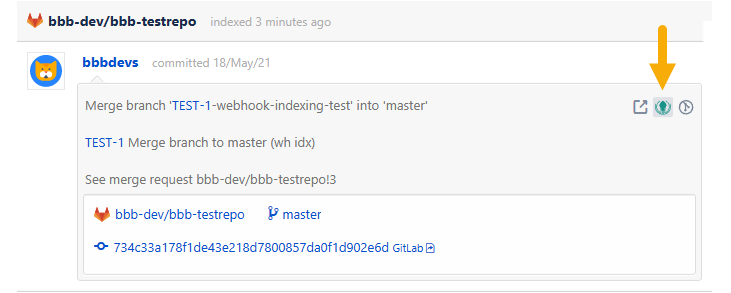 bbb-dev/bbb-testrepo indexed 3 minutes ago
bbbdevs committed 18/May/21
Merge branch 'TEST-1-webhook-indexing-test' into 'master'
TEST-1 Merge branch to master (wh idx)
See merge request bbb-dev/bbb-testrepo!3
bbb-dev/bbb-testrepo master
734c33a178f1de43e218d7800857da0f1d902e6d GitLab